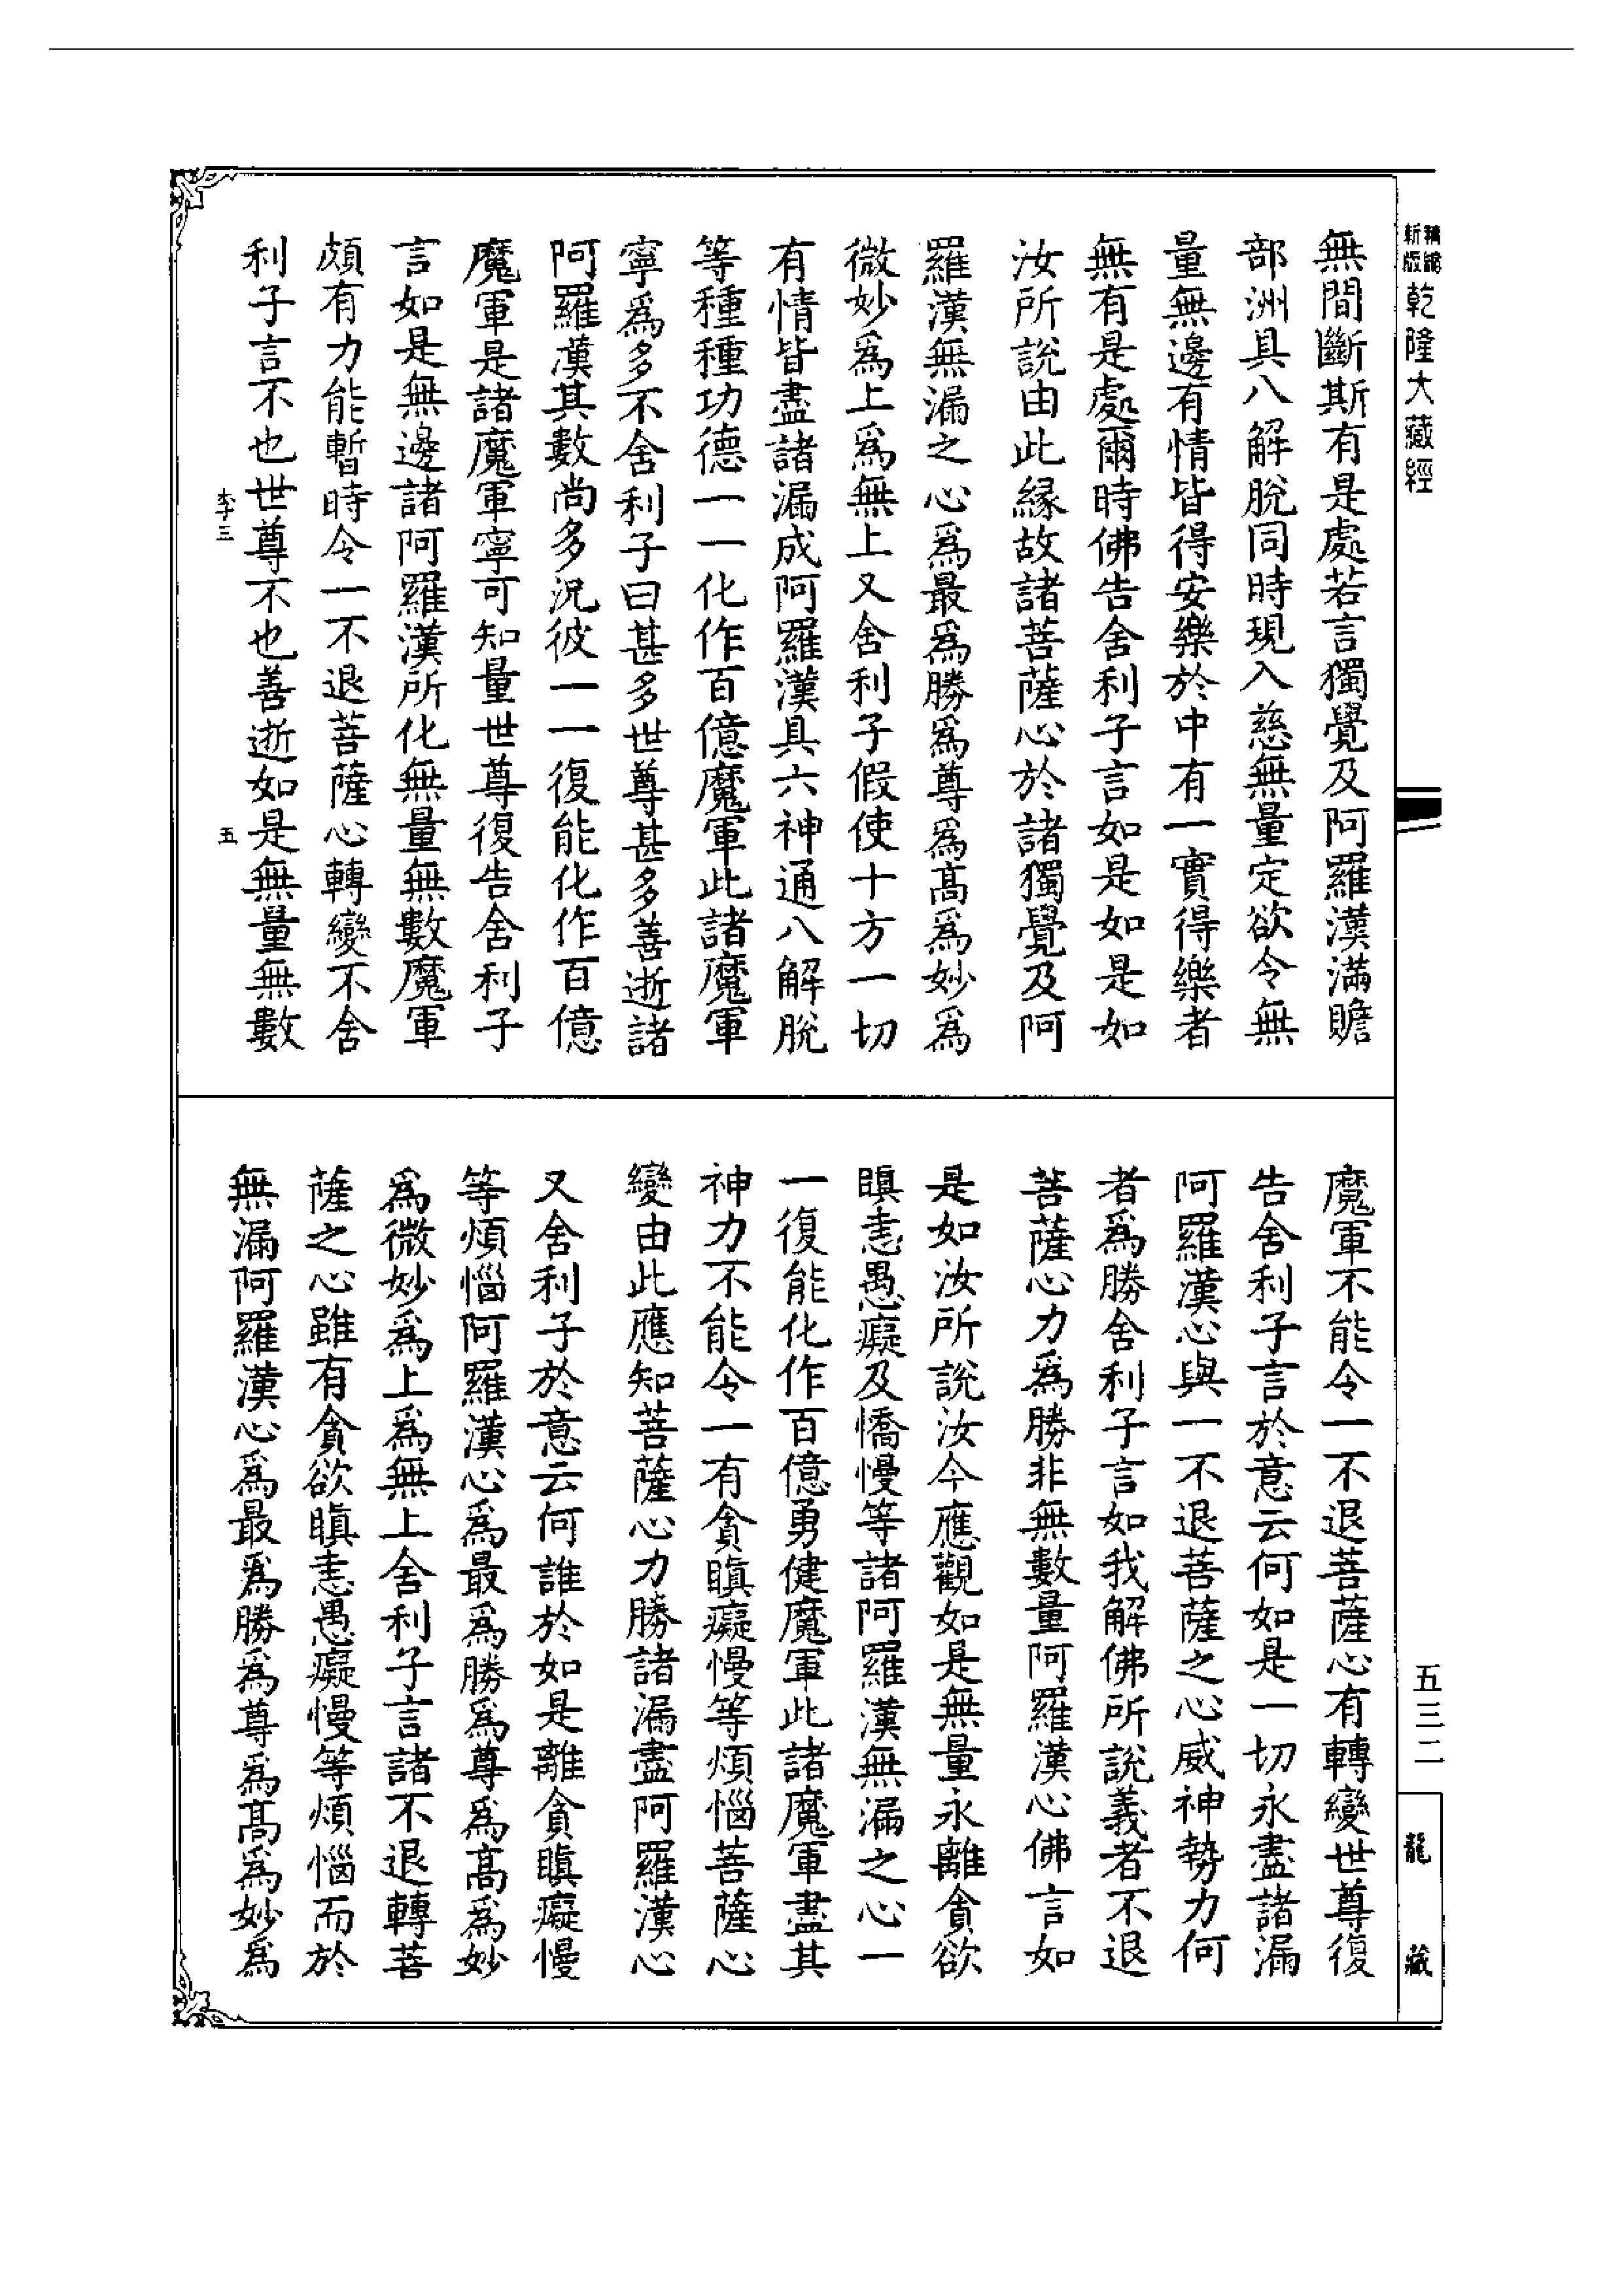 新編縮版乾隆大藏經
無間斷斯有是處若言獨覺及阿羅漢滿贍
部洲具八解脫同時現入慈無量定欲令無
量無邊有情皆得安樂於中有一實得樂者
無有是處爾時佛告舍利子言如是如是如
汝所說由此緣故諸菩薩心於諸獨覺及阿
羅漢無漏之心爲最爲勝爲尊爲高爲妙爲
微妙爲上爲無上又舍利子假使十方一切
有情皆盡諸漏成阿羅漢具六神通八解脫
等種種功德一一化作百億魔軍此諸魔軍
寧爲多不舍利子曰甚多世尊甚多善逝諸
阿羅漢其數尚多況彼一一復能化作百億
魔軍是諸魔軍寧可知量世尊復告舍利子
言如是無邊諸阿羅漢所化無量無數魔軍
頗有力能暫時令一不退菩薩心轉變不舍
利子言不也世尊不也善逝如是無量無數
李三
五
魔軍不能令一不退菩薩心有轉變世尊復
告舍利子言於意云何如是一切永盡諸漏
阿羅漢心與一不退菩薩之心威神勢力何
者爲勝舍利子言如我解佛所說義者不退
菩薩心力爲勝非無數量阿羅漢心佛言如
是如汝所說汝今應觀如是無量永離貪欲
瞋恚愚癡及憍慢等諸阿羅漢無漏之心一
一復能化作百億勇健魔軍此諸魔軍盡其
神力不能令一有貪瞋癡慢等煩惱菩薩心
變由此應知菩薩心力勝諸漏盡阿羅漢心
又舍利子於意云何誰於如是離貪瞋癡慢
等煩惱阿羅漢心爲最爲勝爲尊爲高爲妙
爲微妙爲上爲無上舍利子言諸不退轉菩
薩之心雖有貪欲瞋恚愚癡慢等煩惱而於
無漏阿羅漢心爲最爲勝爲尊爲高爲妙爲
五三二
龍藏